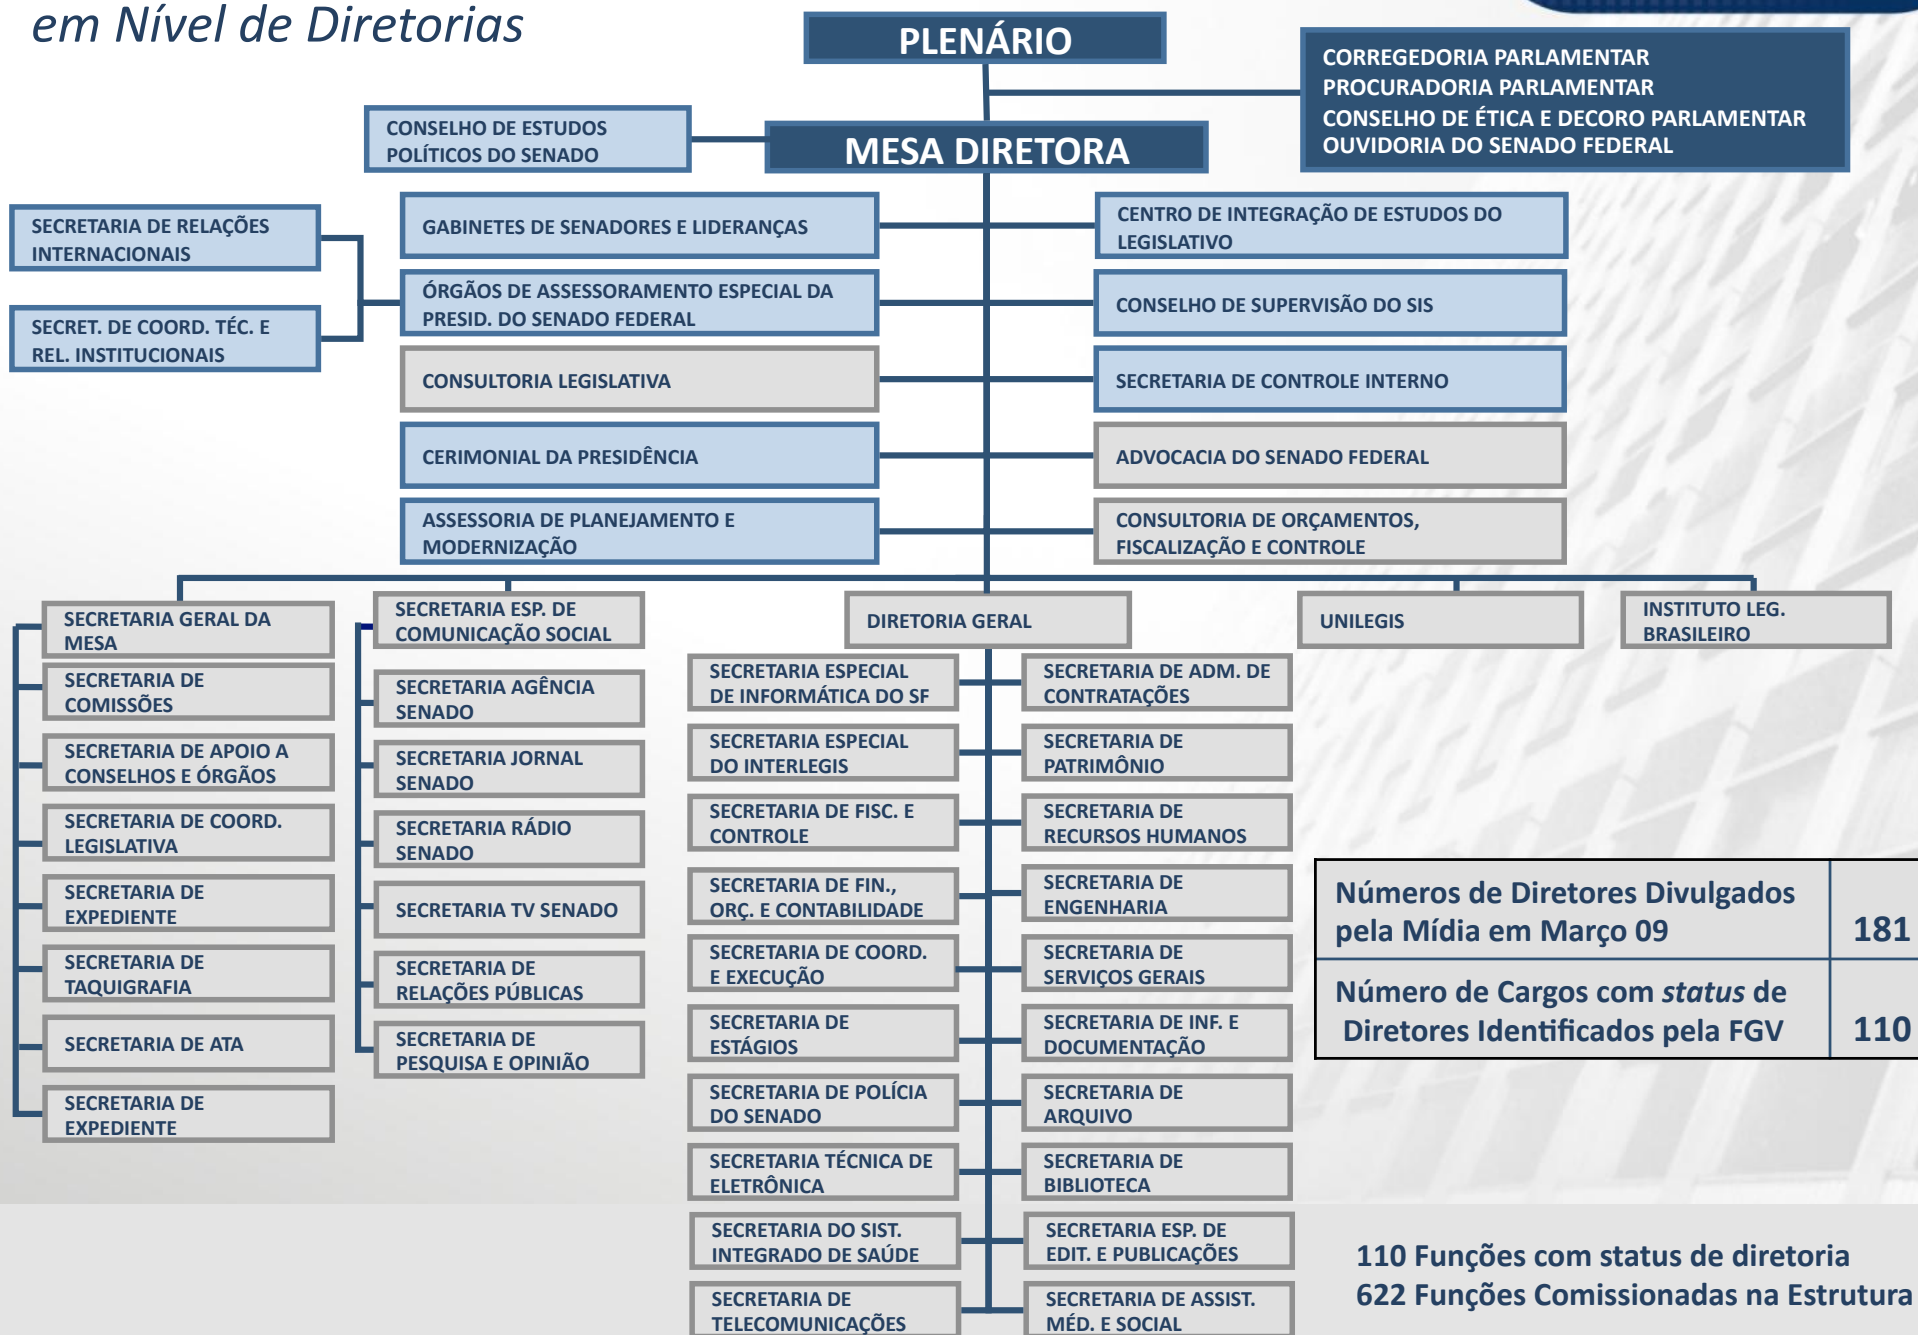 em Nível de Diretorias
PLENÁRIO
CORREGEDORIA PARLAMENTAR
PROCURADORIA PARLAMENTAR
CONSELHO DE ÉTICA E DECORO PARLAMENTAR
OUVIDORIA DO SENADO FEDERAL
CONSELHO DE ESTUDOS
POLÍTICOS DO SENADO
MESA DIRETORA
SECRETARIA DE RELAÇÕES
INTERNACIONAIS
SECRET. DE COORD. TÉC. E
REL. INSTITUCIONAIS
GABINETES DE SENADORES E LIDERANÇAS
CENTRO DE INTEGRAÇÃO DE ESTUDOS DO
LEGISLATIVO
ÓRGÃOS DE ASSESSORAMENTO ESPECIAL DA
PRESID. DO SENADO FEDERAL
CONSELHO DE SUPERVISÃO DO SIS
CONSULTORIA LEGISLATIVA
SECRETARIA DE CONTROLE INTERNO
CERIMONIAL DA PRESIDÊNCIA
ADVOCACIA DO SENADO FEDERAL
ASSESSORIA DE PLANEJAMENTO E
MODERNIZAÇÃO
CONSULTORIA DE ORÇAMENTOS,
FISCALIZAÇÃO E CONTROLE
SECRETARIA GERAL DA
MESA
SECRETARIA DE
COMISSÕES
SECRETARIA DE APOIO A
CONSELHOS E ÓRGÃOS
SECRETARIA DE COORD.
LEGISLATIVA
SECRETARIA DE
EXPEDIENTE
SECRETARIA DE
TAQUIGRAFIA
SECRETARIA DE ATA
SECRETARIA DE
EXPEDIENTE
SECRETARIA ESP. DE
COMUNICAÇÃO SOCIAL
SECRETARIA AGÊNCIA
SENADO
SECRETARIA JORNAL
SENADO
SECRETARIA RÁDIO
SENADO
SECRETARIA TV SENADO
SECRETARIA DE
RELAÇÕES PÚBLICAS
SECRETARIA DE
PESQUISA E OPINIÃO
DIRETORIA GERAL
SECRETARIA ESPECIAL
DE INFORMÁTICA DO SF
SECRETARIA ESPECIAL
DO INTERLEGIS
SECRETARIA DE FISC. E
CONTROLE
SECRETARIA DE FIN.,
ORÇ. E CONTABILIDADE
SECRETARIA DE COORD.
E EXECUÇÃO
SECRETARIA DE
ESTÁGIOS
SECRETARIA DE POLÍCIA
DO SENADO
SECRETARIA TÉCNICA DE
ELETRÔNICA
SECRETARIA DO SIST.
INTEGRADO DE SAÚDE
SECRETARIA DE
TELECOMUNICAÇÕES
SECRETARIA DE ADM. DE
CONTRATAÇÕES
SECRETARIA DE
PATRIMÔNIO
SECRETARIA DE
RECURSOS HUMANOS
SECRETARIA DE
ENGENHARIA
SECRETARIA DE
SERVIÇOS GERAIS
SECRETARIA DE INF. E
DOCUMENTAÇÃO
SECRETARIA DE
ARQUIVO
SECRETARIA DE
BIBLIOTECA
SECRETARIA ESP. DE
EDIT. E PUBLICAÇÕES
SECRETARIA DE ASSIST.
MÉD. E SOCIAL
UNILEGIS
INSTITUTO LEG.
BRASILEIRO
Números de Diretores Divulgados
pela Mídia em Março 09 181
Número de Cargos com status de
Diretores Identificados pela FGV 110
110 Funções com status de diretoria
622 Funções Comissionadas na Estrutura